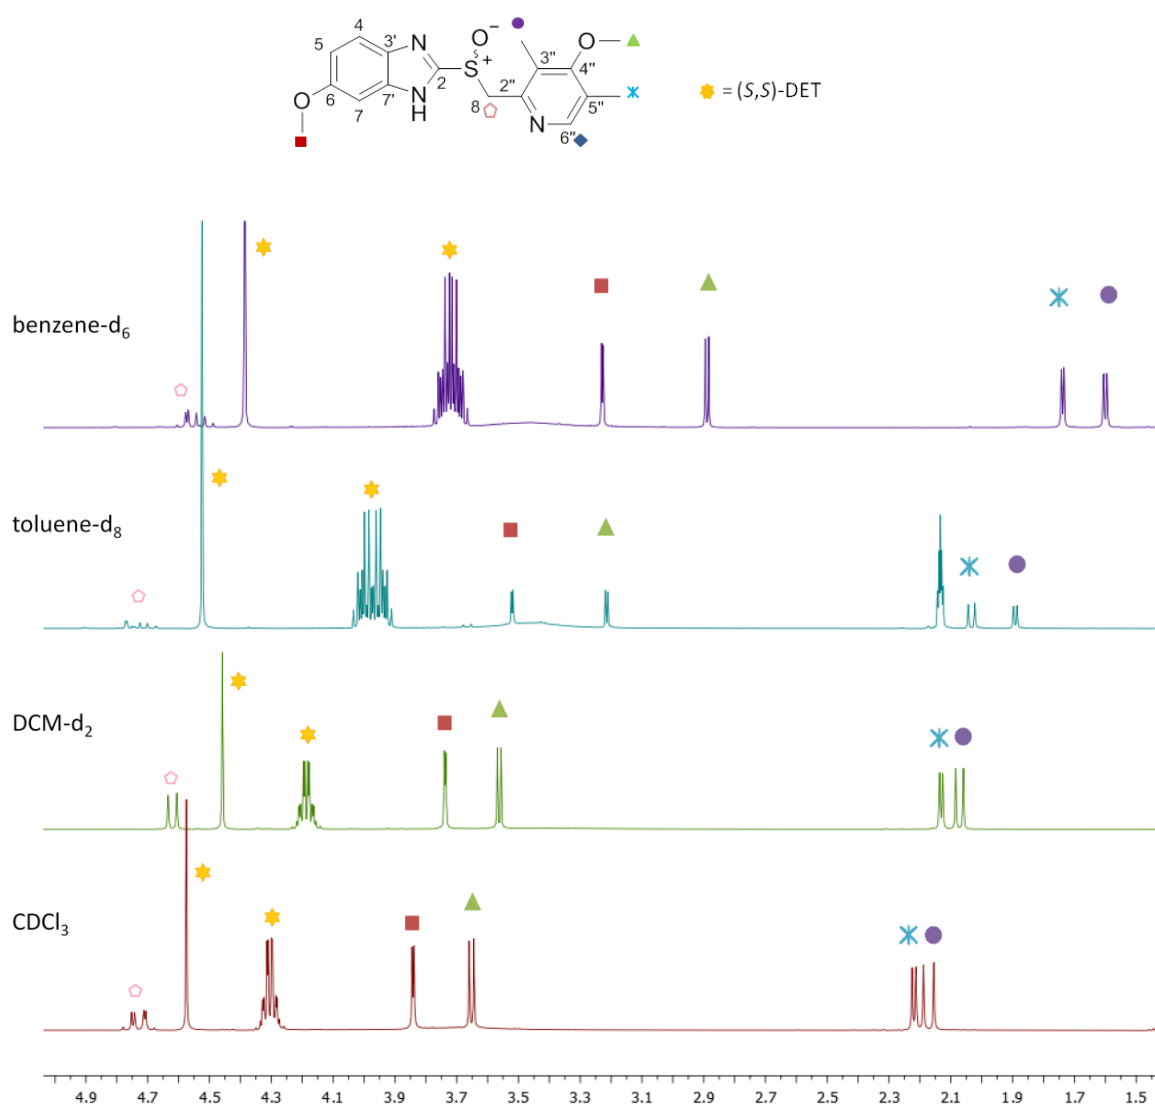 O−
4
5
3'
N
S+
3''
O
4''
2
2''
5''
6
7'
8
7
N
H
O
N
6''
= (S,S)-DET
benzene-d6
toluene-d8
DCM-d2
CDCl3
4.9 4.7 4.5 4.3 4.1 3.9 3.7 3.5 3.3 3.1 2.9 2.7 2.5 2.3 2.1 1.9 1.7 1.5